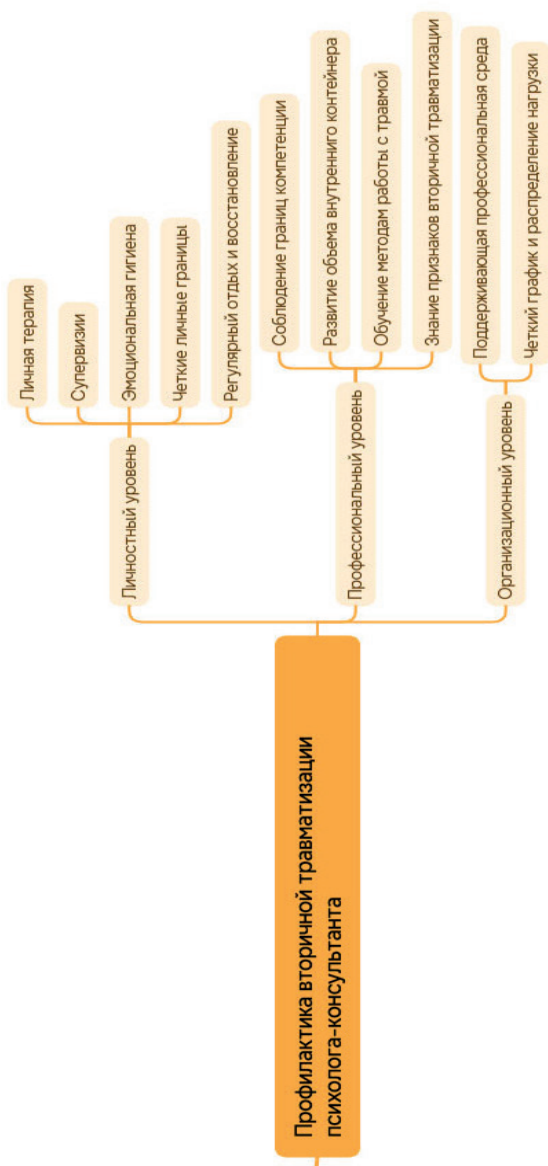 Профилактика вторичной травматизации
психолога-консультанта
Личностный уровень
Личная терапия
Супервизии
Эмоциональная гигиена
Четкие личные границы
Регулярный отдых и восстановление
Профессиональный уровень
Соблюдение границ компетенции
Развитие объема внутренниго контейнера
Обучение методам работы с травмой
Знание признаков вторичной травматизации
Организационный уровень
Поддерживающая профессиональная среда
Четкий график и распределение нагрузки